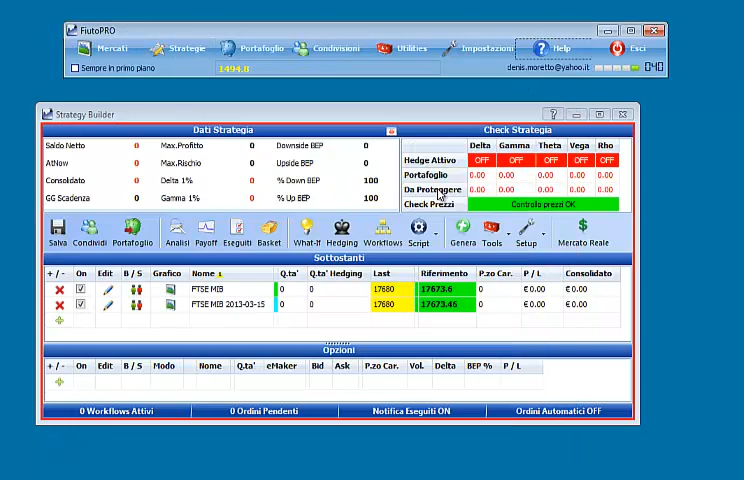 FiutoPRO
Mercati Strategie Portafoglio Condivisioni Utilities Impostazioni Help Esci
Sempre in primo piano 1494.8 denis.moretto@yahoo.it 040
Strategy Builder
Dati Strategia Check Strategia
Saldo Netto 0 Max.Profitto 0 Downside BEP 0 Delta Gamma Theta Vega Rho
AtNow 0 Max.Rischio 0 Upside BEP 0 Hedge Attivo OFF OFF OFF OFF OFF
Consolidato 0 Delta 1% 0 % Down BEP 100 Portafoglio 0.00 0.00 0.00 0.00 0.00
GG Scadenza 0 Gamma 1% 0 % Up BEP 100 Da Proteggere 0.00 0.00 0.00 0.00 0.00
Check Prezzi Controllo prezzi OK
Salva Condividi Portafoglio Analisi Payoff Eseguiti Basket What-If Hedging Workflows Script Genera Tools Setup Mercato Reale
Sottostanti
+ / - On Edit B / S Grafico Nome Q.ta' Q.ta' Hedging Last Riferimento P.zo Car. P / L Consolidato
FTSE MIB 0 0 17680 17673.6 0 € 0.00 € 0.00
FTSE MIB 2013-03-15 0 0 17680 17673.46 0 € 0.00 € 0.00
Opzioni
+ / - On Edit B / S Modo Nome Q.ta' eMaker Bid Ask P.zo Car. Vol. Delta BEP % P / L
0 Workflows Attivi 0 Ordini Pendenti Notifica Eseguiti ON Ordini Automatici OFF